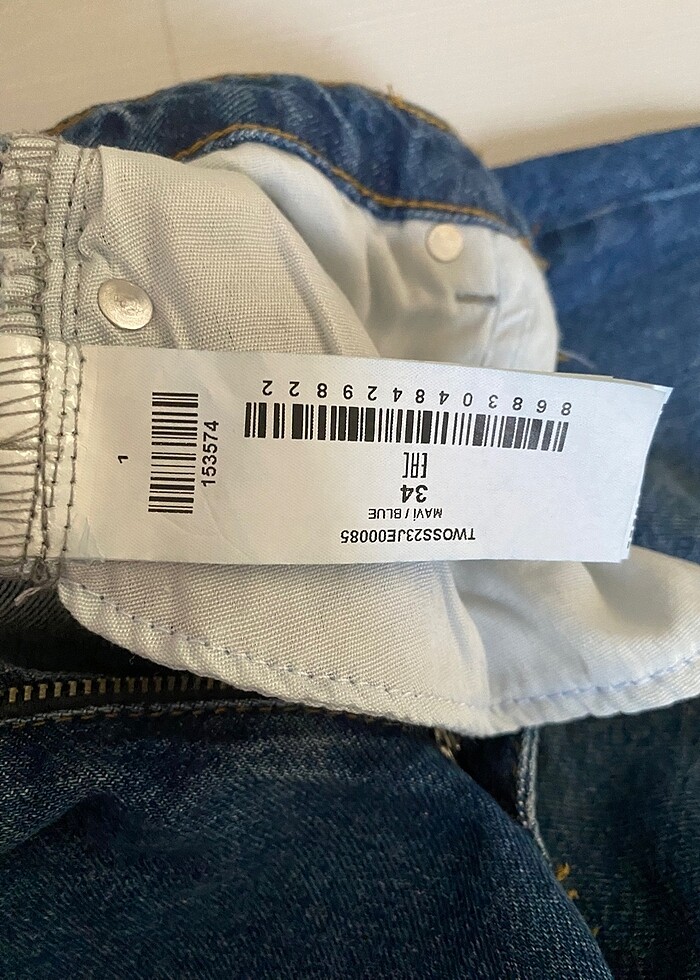 TWOSS23JE00085
MAVİ / BLUE
34
EAC
8683048429822
153574
1